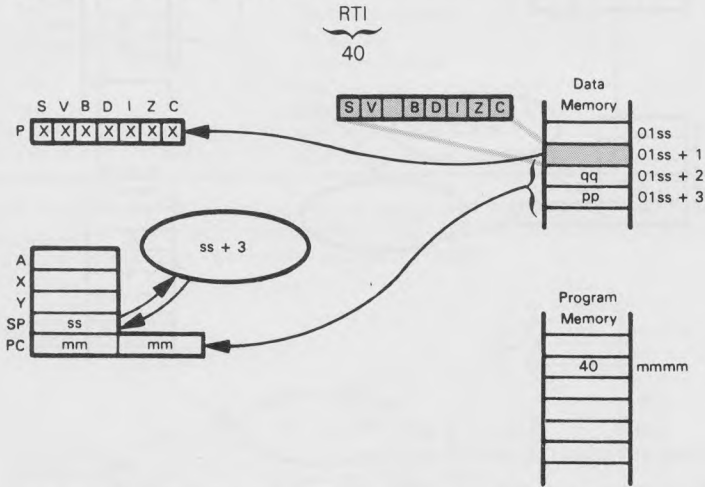 RTI
40
S V B D I Z C
P X X X X X X X
S V B D I Z C
Data
Memory
01ss
01ss + 1
qq 01ss + 2
pp 01ss + 3
ss + 3
A
X
Y
SP ss
PC mm mm
Program
Memory
40 mmmm